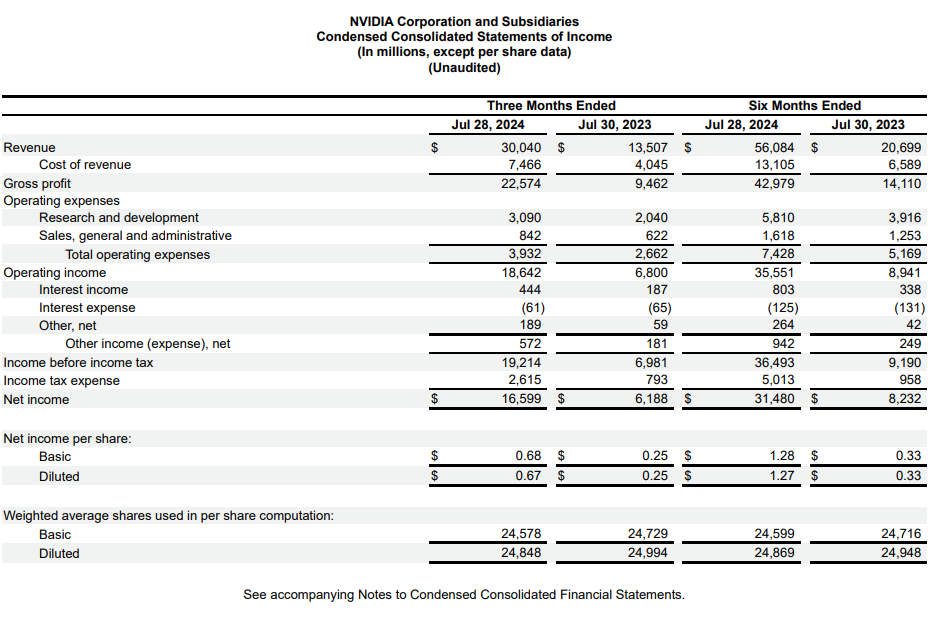 NVIDIA Corporation and Subsidiaries
Condensed Consolidated Statements of Income
(In millions, except per share data)
(Unaudited)
Three Months Ended Six Months Ended
Jul 28, 2024 Jul 30, 2023 Jul 28, 2024 Jul 30, 2023
Revenue $ 30,040 $ 13,507 $ 56,084 $ 20,699
Cost of revenue 7,466 4,045 13,105 6,589
Gross profit 22,574 9,462 42,979 14,110
Operating expenses
Research and development 3,090 2,040 5,810 3,916
Sales, general and administrative 842 622 1,618 1,253
Total operating expenses 3,932 2,662 7,428 5,169
Operating income 18,642 6,800 35,551 8,941
Interest income 444 187 803 338
Interest expense (61) (65) (125) (131)
Other, net 189 59 264 42
Other income (expense), net 572 181 942 249
Income before income tax 19,214 6,981 36,493 9,190
Income tax expense 2,615 793 5,013 958
Net income $ 16,599 $ 6,188 $ 31,480 $ 8,232
Net income per share:
Basic $ 0.68 $ 0.25 $ 1.28 $ 0.33
Diluted $ 0.67 $ 0.25 $ 1.27 $ 0.33
Weighted average shares used in per share computation:
Basic 24,578 24,729 24,599 24,716
Diluted 24,848 24,994 24,869 24,948
See accompanying Notes to Condensed Consolidated Financial Statements.